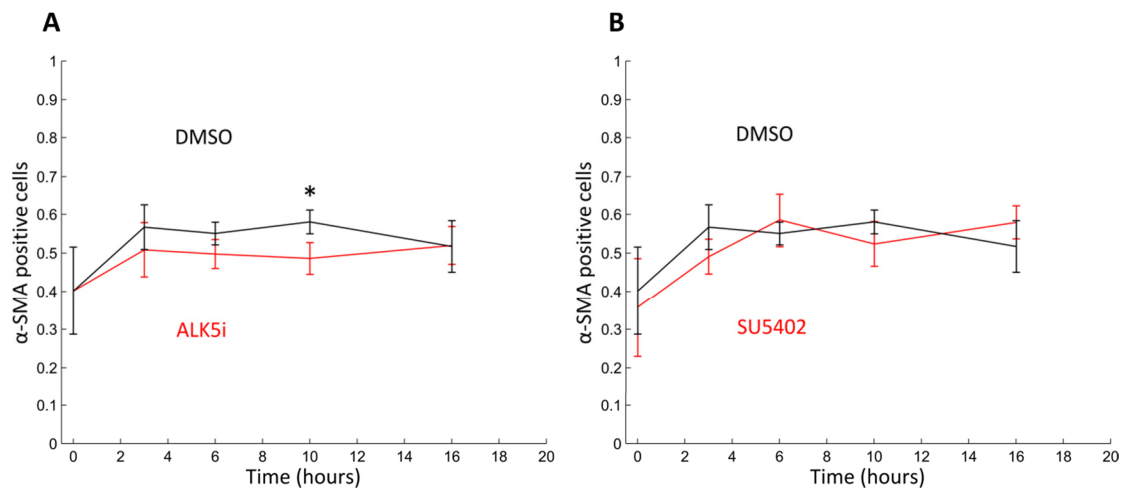 A
B
1
0.9
0.8
0.7
0.6
0.5
0.4
0.3
0.2
0.1
0
α-SMA positive cells
DMSO
*
ALK5i
0 2 4 6 8 10 12 14 16 18 20
Time (hours)
1
0.9
0.8
0.7
0.6
0.5
0.4
0.3
0.2
0.1
0
α-SMA positive cells
DMSO
SU5402
0 2 4 6 8 10 12 14 16 18 20
Time (hours)